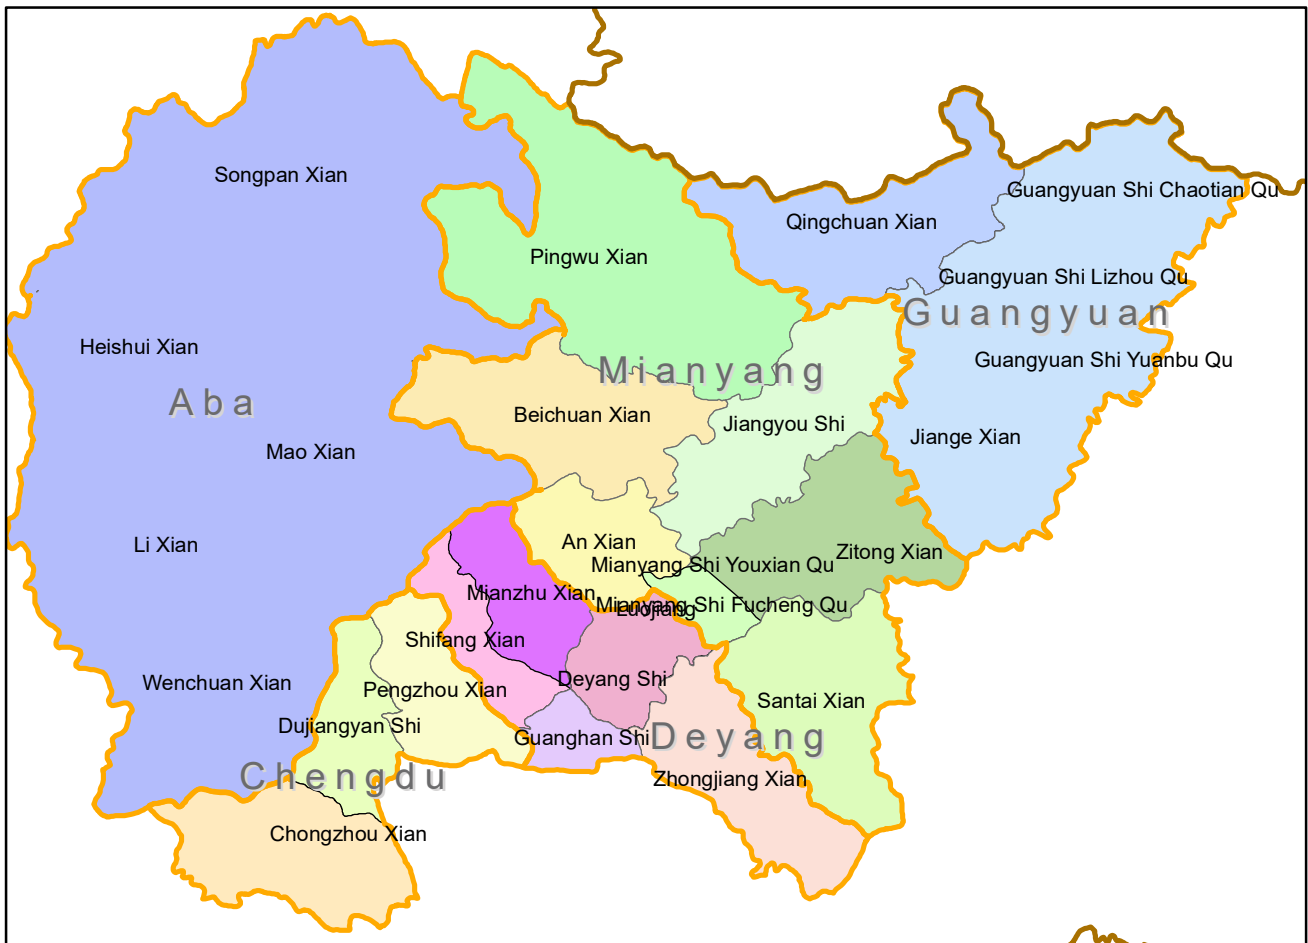 Songpan Xian
Guangyuan Shi Chaotian Qu
Qingchuan Xian
Pingwu Xian
Guangyuan Shi Lizhou Qu
Guangyuan
Heishui Xian
Guangyuan Shi Yuanbu Qu
Mianyang
Aba
Beichuan Xian
Jiangyou Shi
Jiange Xian
Mao Xian
Li Xian
An Xian
Zitong Xian
Mianyang Shi Youxian Qu
Mianzhu Xian
Mianyang Shi Fucheng Qu
Luojiang
Shifang Xian
Wenchuan Xian
Pengzhou Xian
Deyang Shi
Santai Xian
Dujiangyan Shi
Guanghan Shi
Deyang
Chengdu
Zhongjiang Xian
Chongzhou Xian